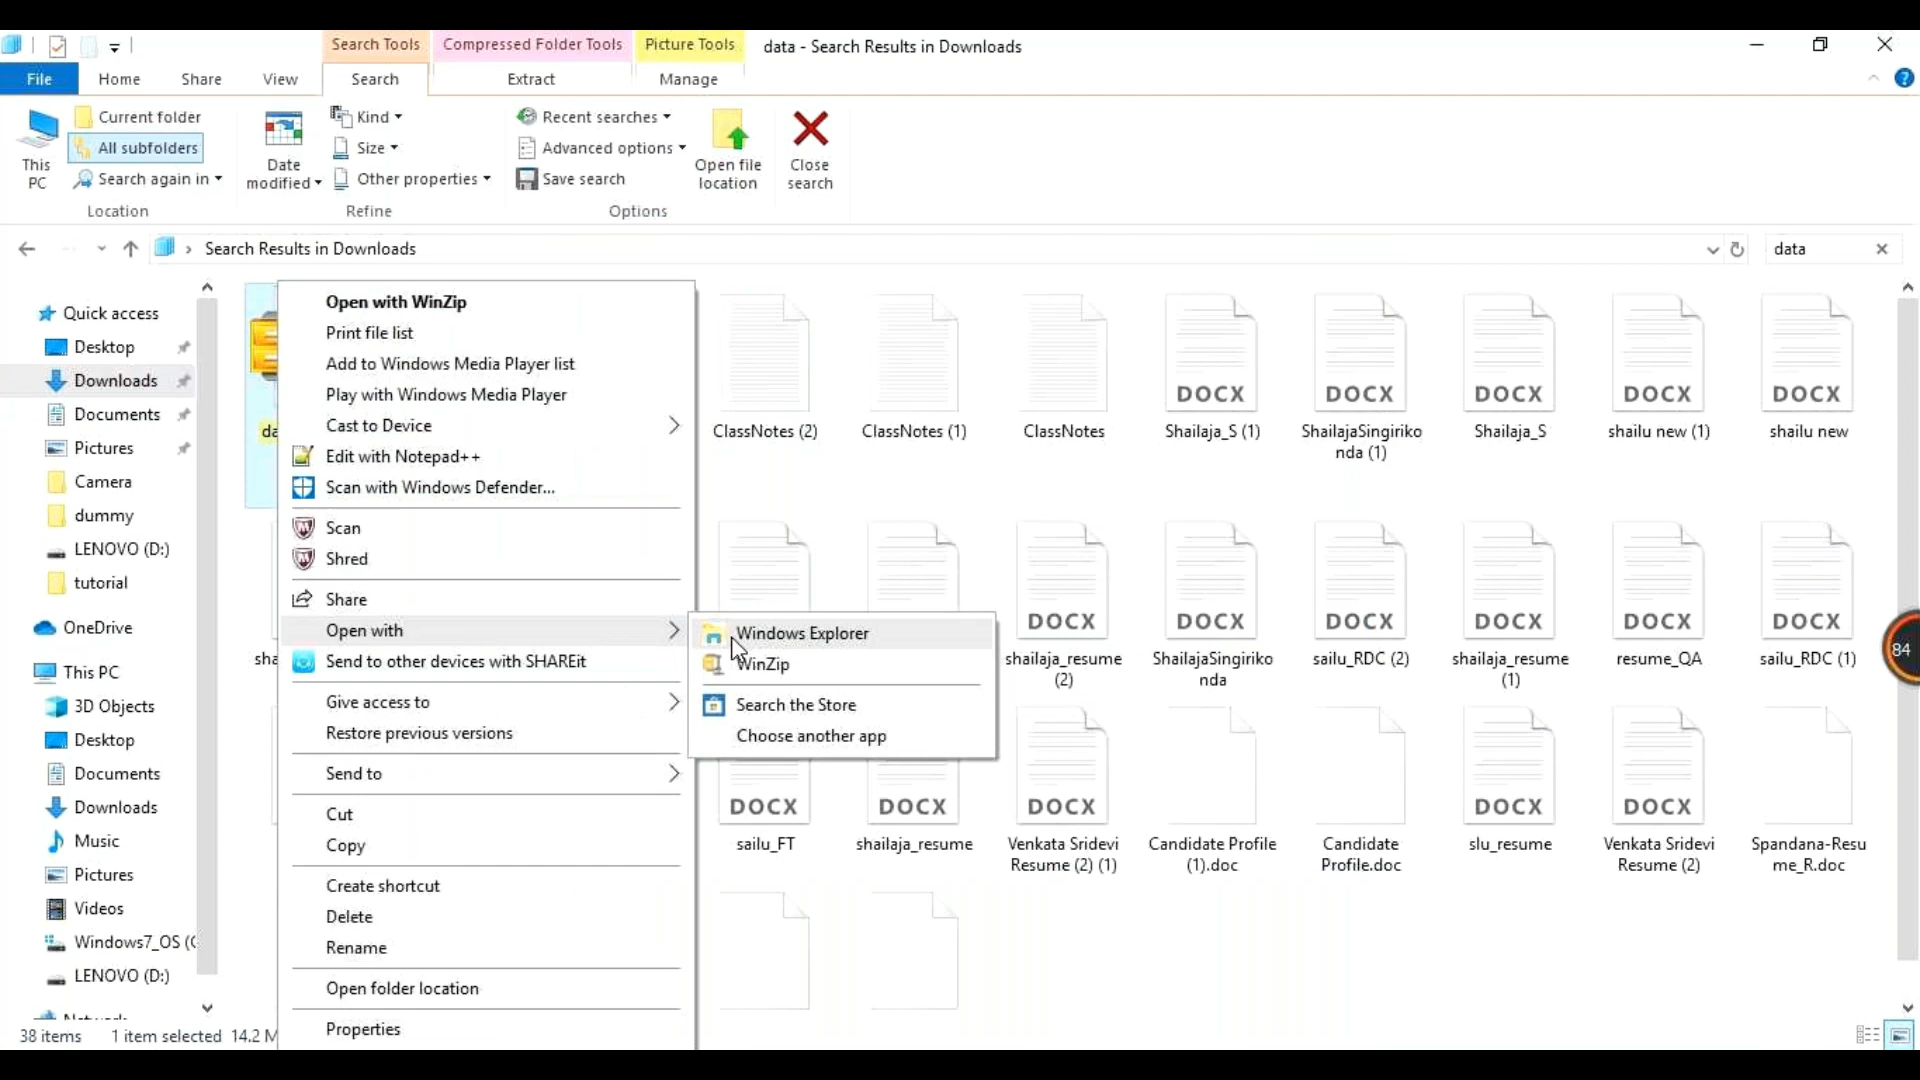 Search Tools
Compressed Folder Tools
Picture Tools
data - Search Results in Downloads
File
Home
Share
View
Search
Extract
Manage
This PC
Current folder
All subfolders
Search again in
Location
Date modified
Kind
Size
Other properties
Refine
Recent searches
Advanced options
Save search
Options
Open file location
Close search
Search Results in Downloads
data
Quick access
Desktop
Downloads
Documents
Pictures
Camera
dummy
LENOVO (D:)
tutorial
OneDrive
This PC
3D Objects
Desktop
Documents
Downloads
Music
Pictures
Videos
Windows7_OS (C
LENOVO (D:)
38 items
1 item selected 14.2 M
Open with WinZip
Print file list
Add to Windows Media Player list
Play with Windows Media Player
Cast to Device
Edit with Notepad++
Scan with Windows Defender...
Scan
Shred
Share
Open with
Send to other devices with SHAREit
Give access to
Restore previous versions
Send to
Cut
Copy
Create shortcut
Delete
Rename
Open folder location
Properties
Windows Explorer
WinZip
Search the Store
Choose another app
da
ClassNotes (2)
ClassNotes (1)
ClassNotes
DOCX
Shailaja_S (1)
DOCX
ShailajaSingiriko
nda (1)
DOCX
Shailaja_S
DOCX
shailu new (1)
DOCX
shailu new
sha
DOCX
shailaja_resume
(2)
DOCX
ShailajaSingiriko
nda
DOCX
sailu_RDC (2)
DOCX
shailaja_resume
(1)
DOCX
resume_QA
DOCX
sailu_RDC (1)
DOCX
sailu_FT
DOCX
shailaja_resume
DOCX
Venkata Sridevi
Resume (2) (1)
Candidate Profile
(1).doc
Candidate
Profile.doc
DOCX
slu_resume
DOCX
Venkata Sridevi
Resume (2)
Spandana-Resu
me_R.doc
84